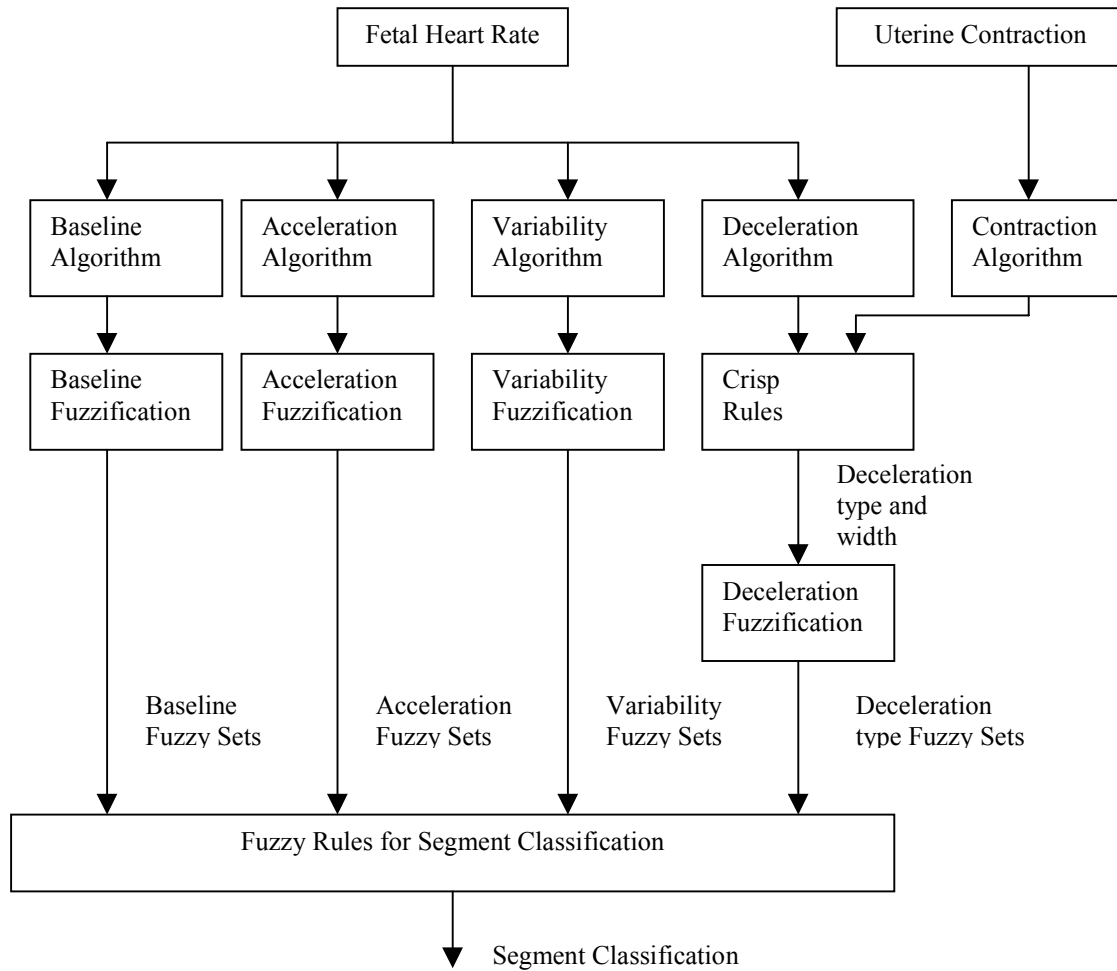 Fetal Heart Rate
Uterine Contraction
Baseline
Algorithm
Acceleration
Algorithm
Variability
Algorithm
Deceleration
Algorithm
Contraction
Algorithm
Baseline
Fuzzification
Acceleration
Fuzzification
Variability
Fuzzification
Crisp
Rules
Deceleration
type and
width
Deceleration
Fuzzification
Baseline
Fuzzy Sets
Acceleration
Fuzzy Sets
Variability
Fuzzy Sets
Deceleration
type Fuzzy Sets
Fuzzy Rules for Segment Classification
Segment Classification